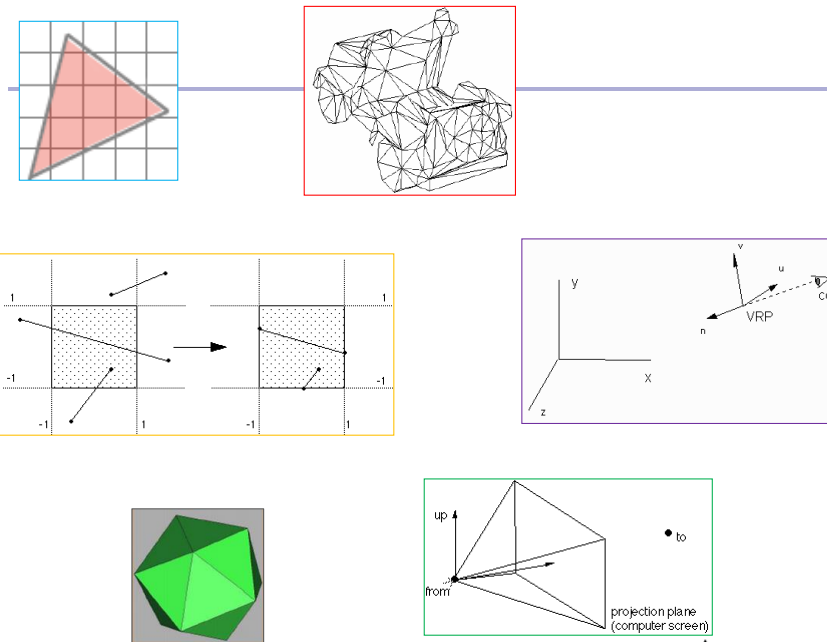 1
1
-1
-1
-1
1
-1
1
y
x
z
v
u
n
VRP
up
from
to
projection plane
(computer screen)